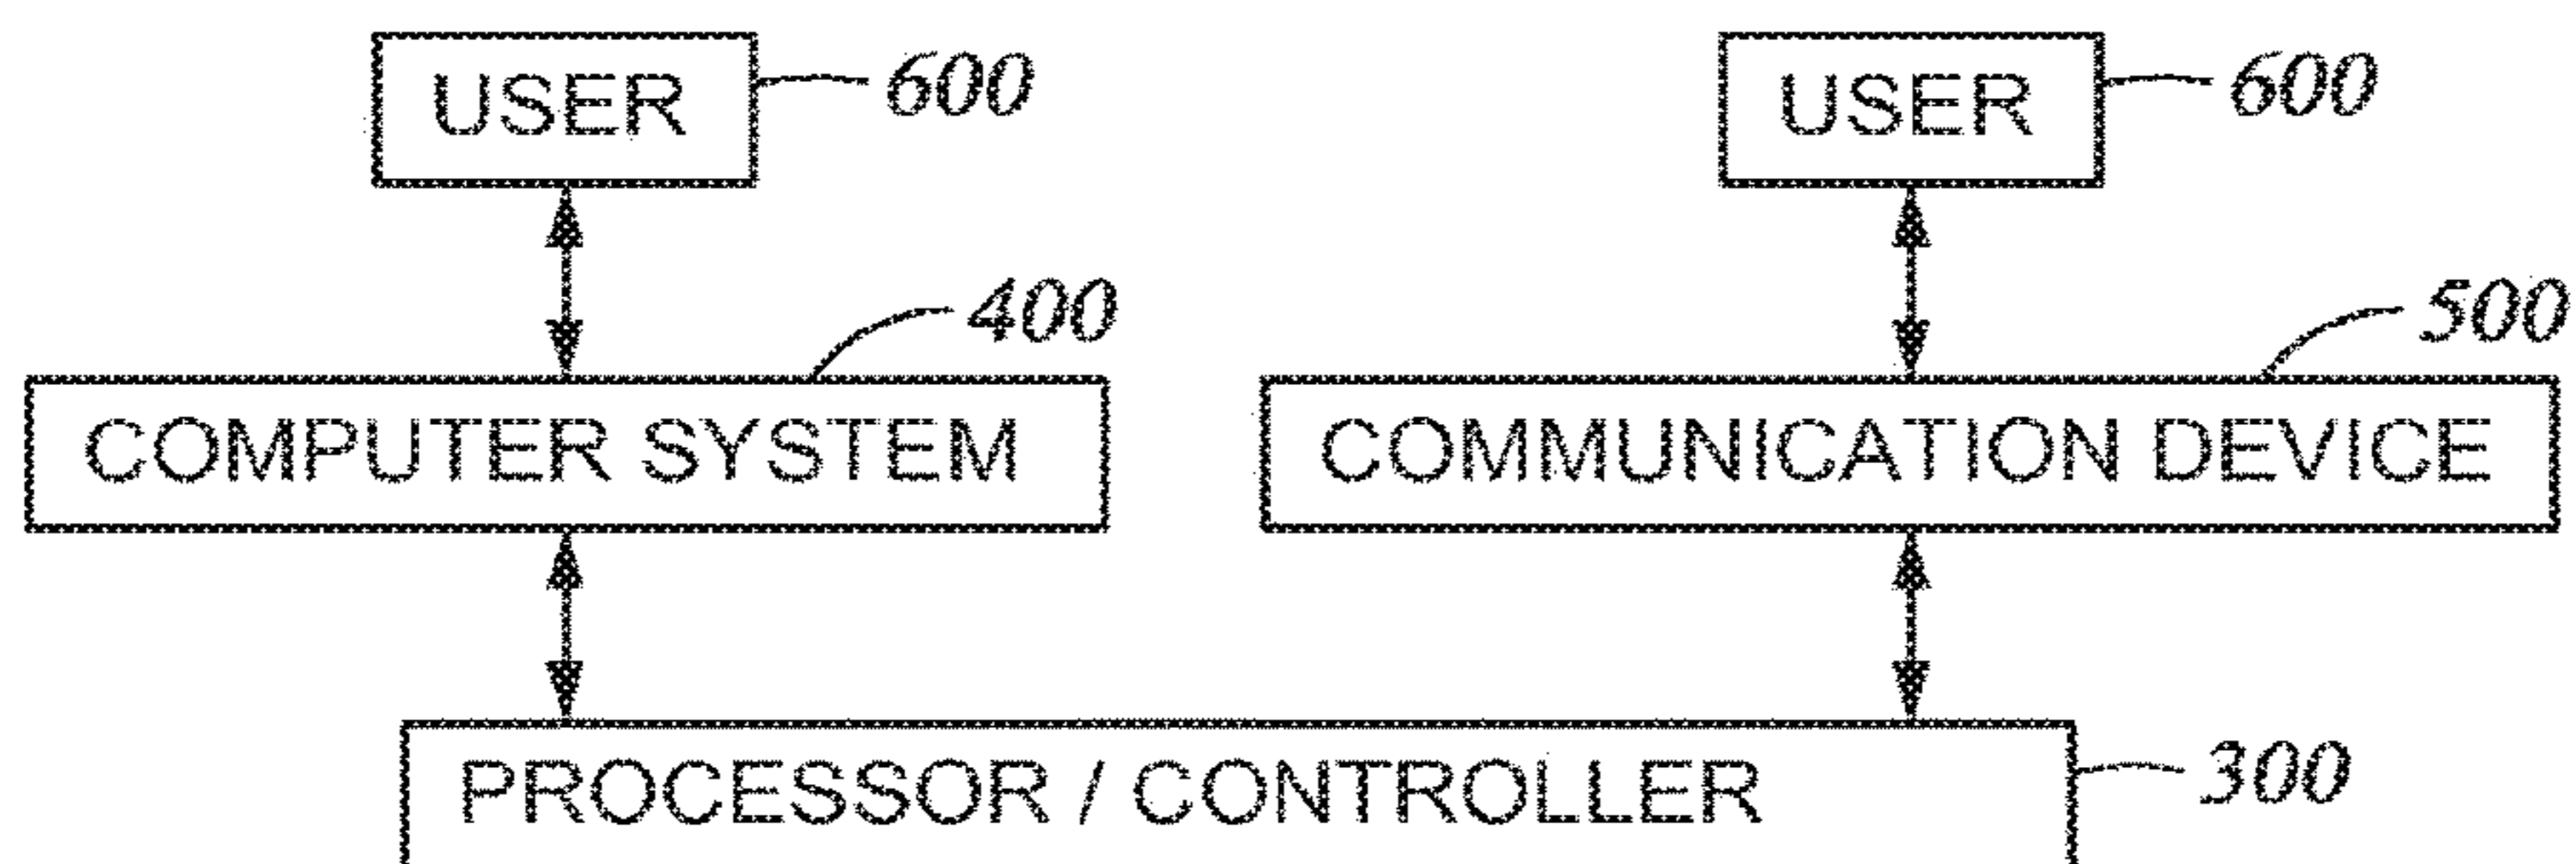 USER 600 USER 600
400 500
COMPUTER SYSTEM COMMUNICATION DEVICE
PROCESSOR / CONTROLLER 300